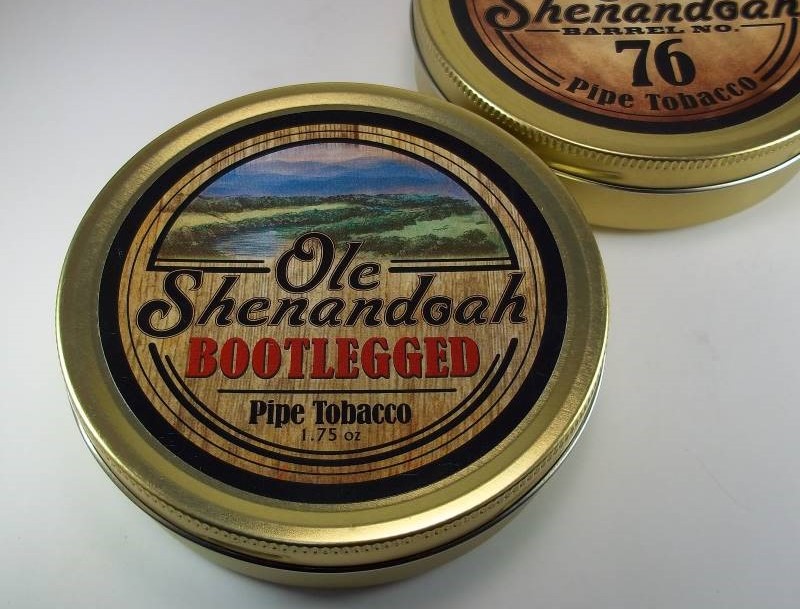 Ole
Shenandoah
BOOTLEGGED
Pipe Tobacco
1.75 oz
Shenandoah
BARREL NO.
76
Pipe Tobacco